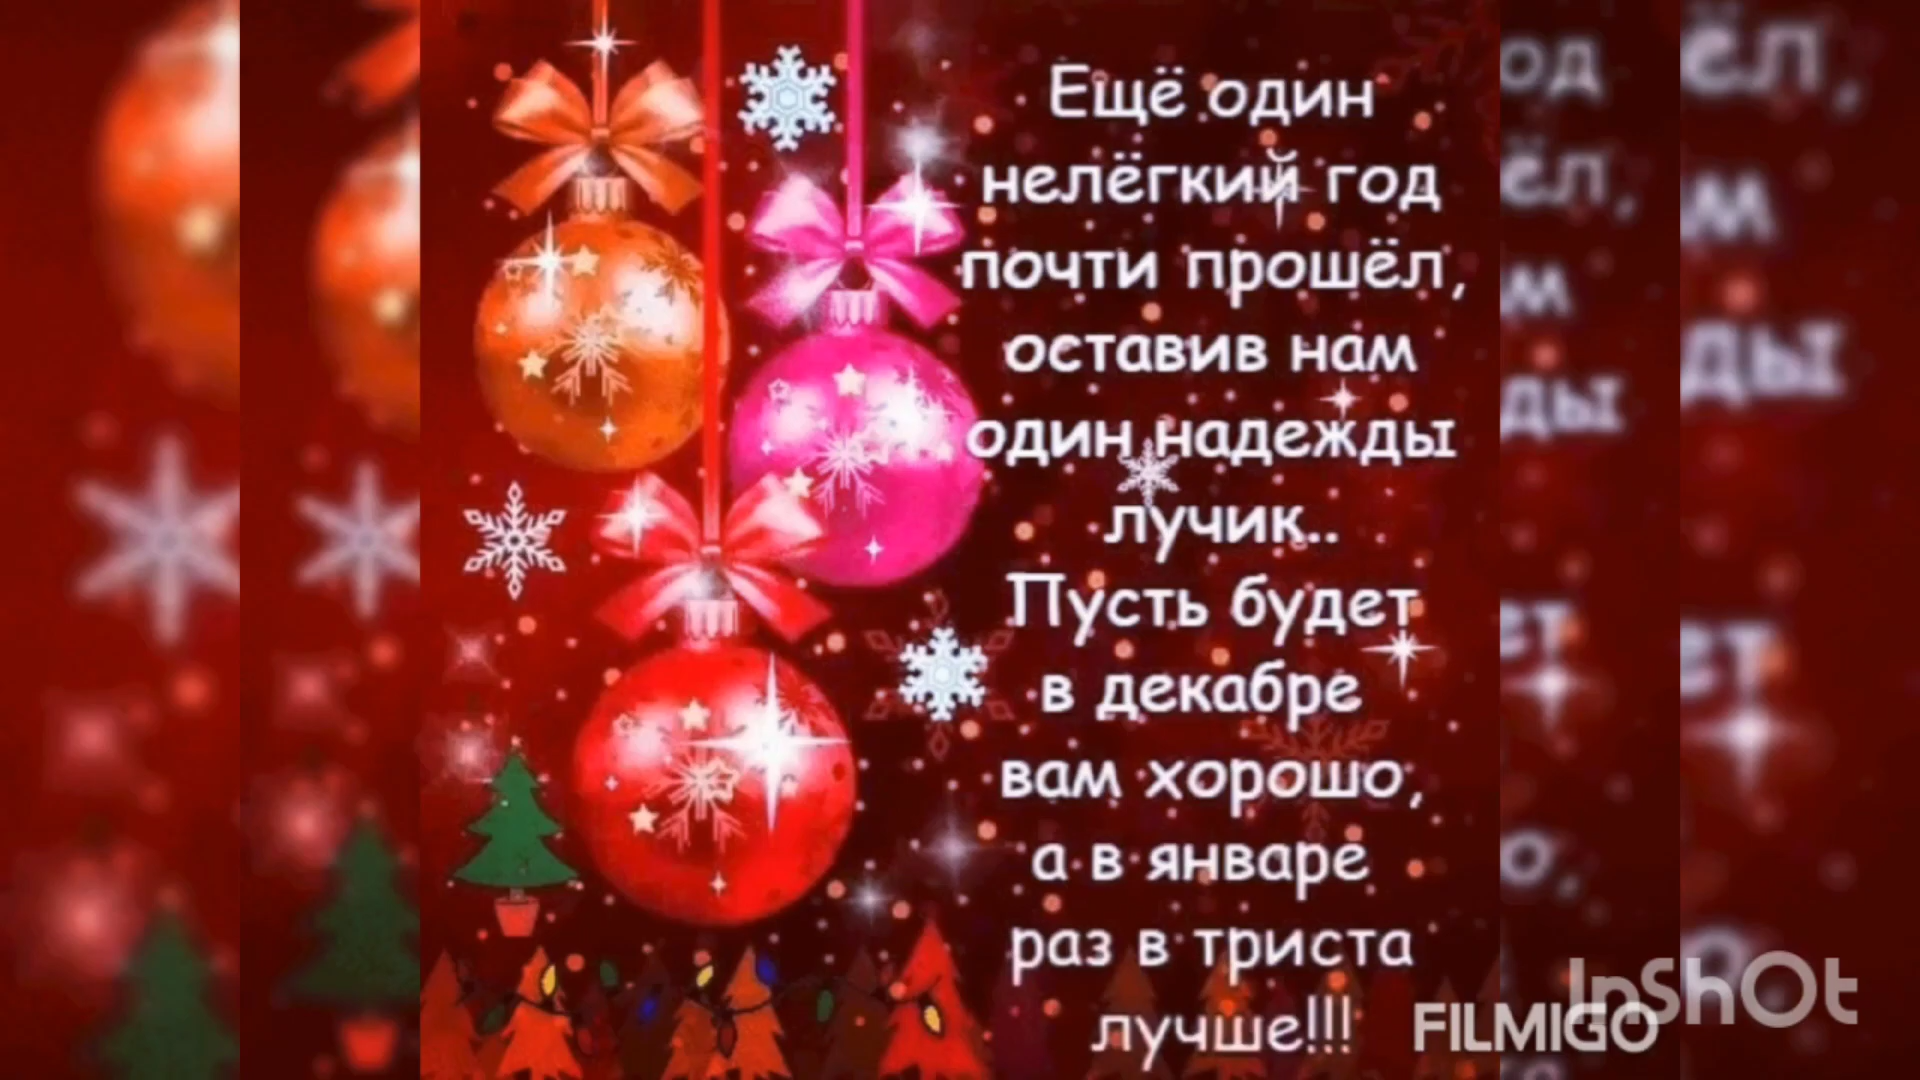 Ещё один
нелёгкий год
почти прошёл,
оставив нам
один надежды
лучик..
Пусть будет
в декабре
вам хорошо,
а в январе
раз в триста
лучше!!!
FILMIGO
InShOt